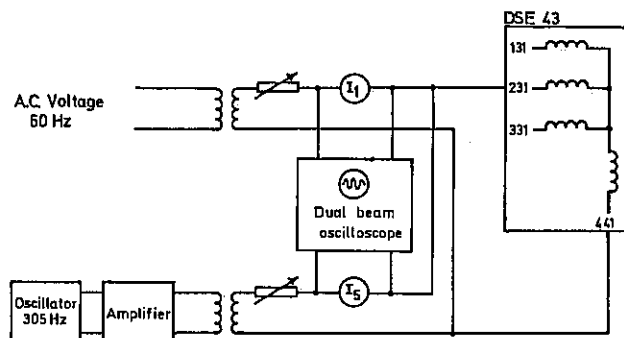 DSE 43
131
231
331
441
A.C. Voltage
60 Hz
I1
Dual beam
oscilloscope
I5
Oscillator
305 Hz
Amplifier